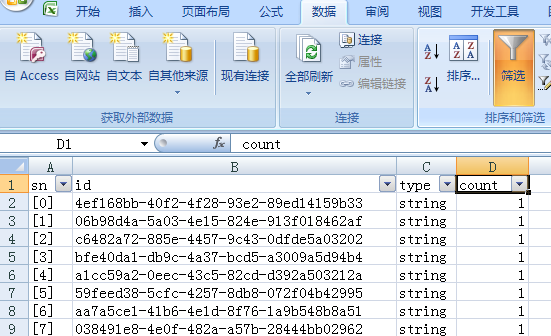 开始 插入 页面布局 公式 数据 审阅 视图 开发工具
自 Access 自网站 自文本 自其他来源 现有连接 全部刷新 连接 属性 编辑链接 排序... 筛选
获取外部数据 连接 排序和筛选
D1 count
A B C D
1 sn id type count
2 [0] 4ef168bb-40f2-4f28-93e2-89ed14159b33 string 1
3 [1] 06b98d4a-5a03-4e15-824e-913f018462af string 1
4 [2] c6482a72-885e-4457-9c43-0dfde5a03202 string 1
5 [3] bfe40da1-db9c-4a37-bcd5-a3009a5d94b4 string 1
6 [4] a1cc59a2-0eec-43c5-82cd-d392a503212a string 1
7 [5] 59feed38-5cfc-4257-8db8-072f04b42995 string 1
8 [6] aa7a5ce1-41b6-4e1d-8f76-1a9b548b8a51 string 1
9 [7] 038491e8-4e0f-482a-a57b-28444bb02962 string 1